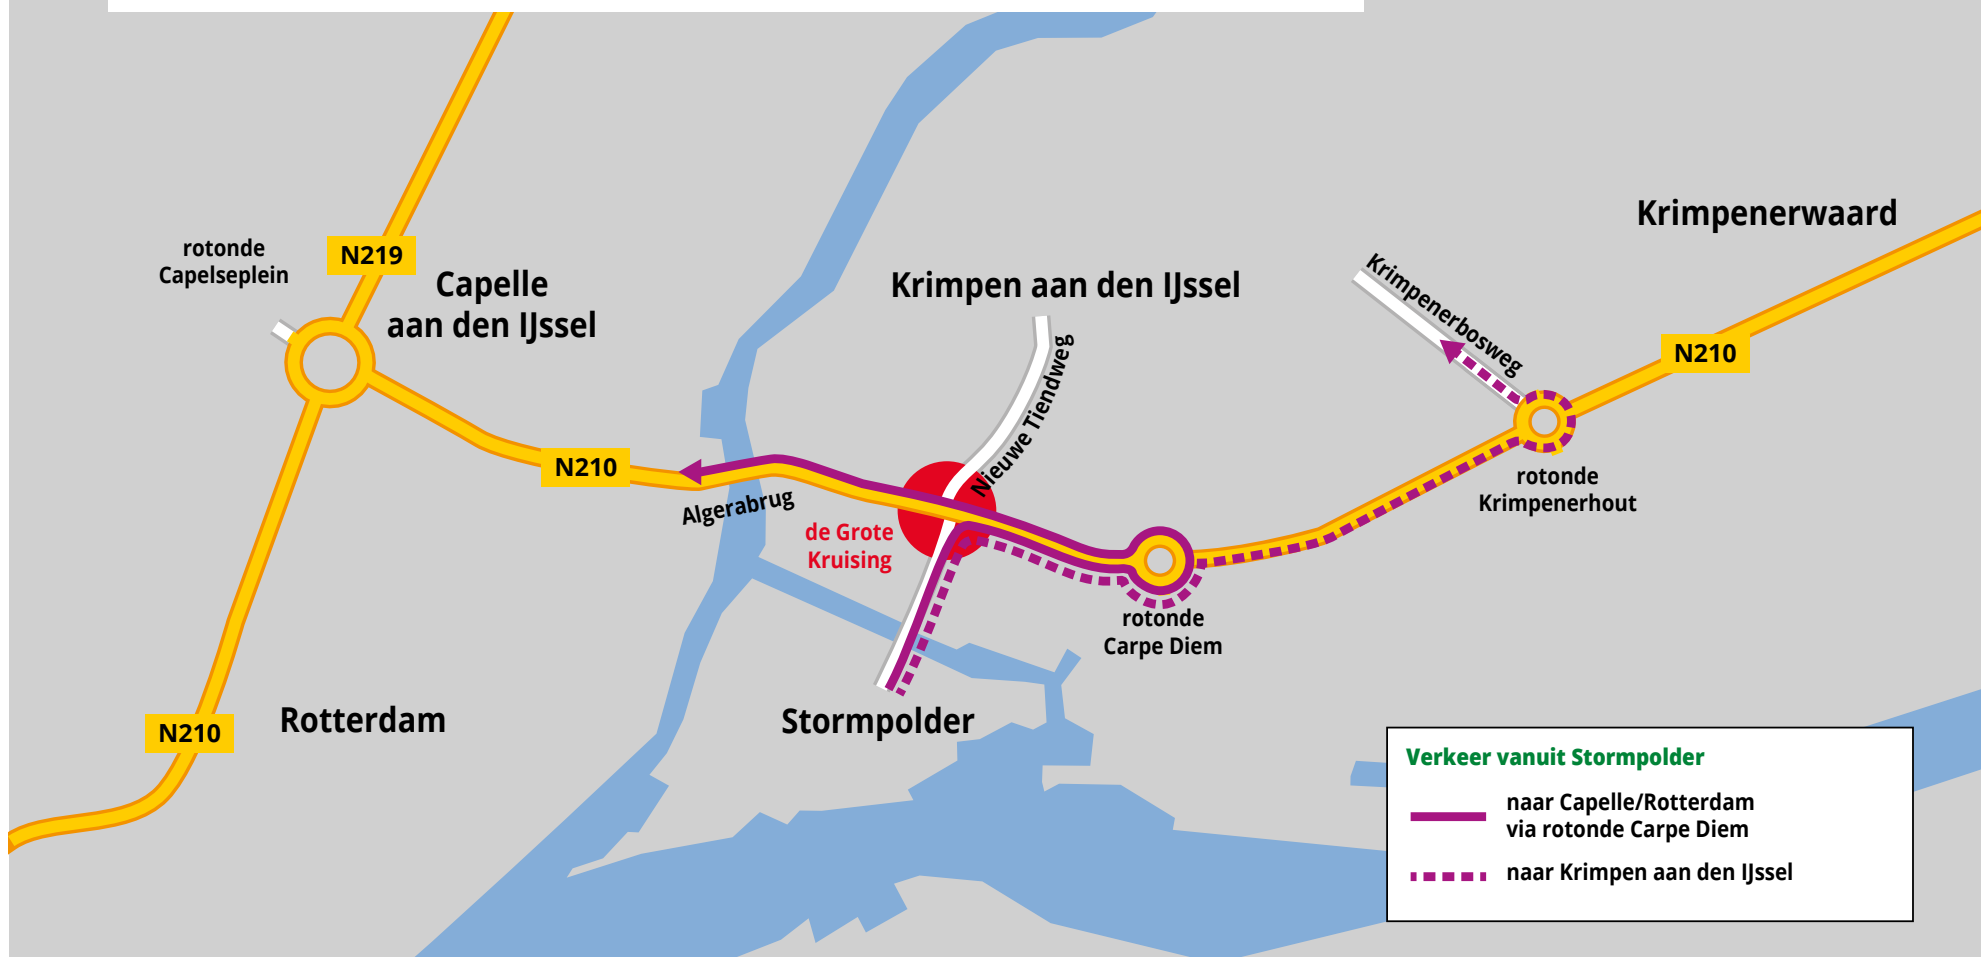 Krimpenerwaard
rotonde
Capelseplein
N219
Capelle
aan den IJssel
Krimpen aan den IJssel
Krimpenerbosweg
N210
Nieuwe Tiendweg
N210
Algerabrug
de Grote
Kruising
rotonde
Krimpenerhout
rotonde
Carpe Diem
Rotterdam
N210
Stormpolder
Verkeer vanuit Stormpolder
naar Capelle/Rotterdam
via rotonde Carpe Diem
naar Krimpen aan den IJssel